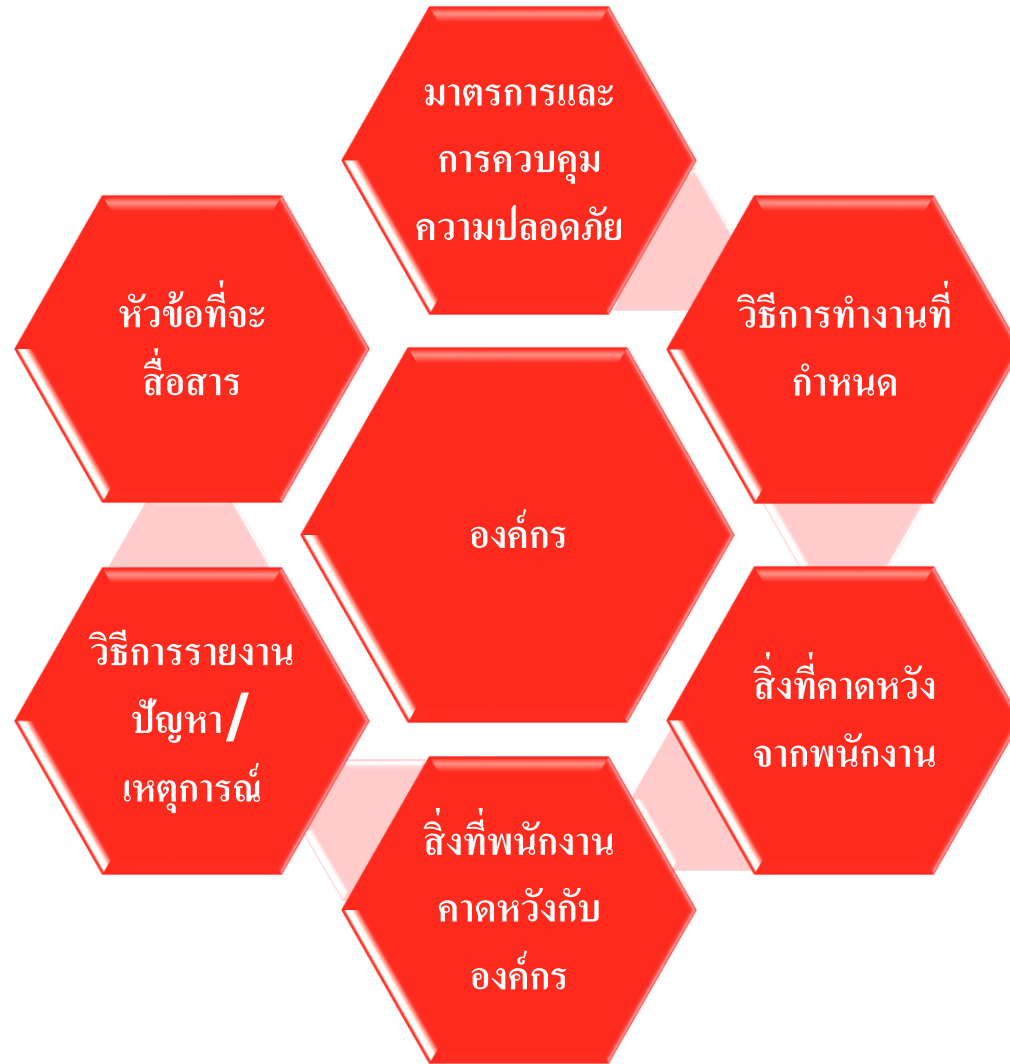 มาตรการและ
การควบคุม
ความปลอดภัย
วิธีการทำงานที่
กำหนด
สิ่งที่คาดหวัง
จากพนักงาน
สิ่งที่พนักงาน
คาดหวังกับ
องค์กร
วิธีการรายงาน
ปัญหา/
เหตุการณ์
หัวข้อที่จะ
สื่อสาร
องค์กร